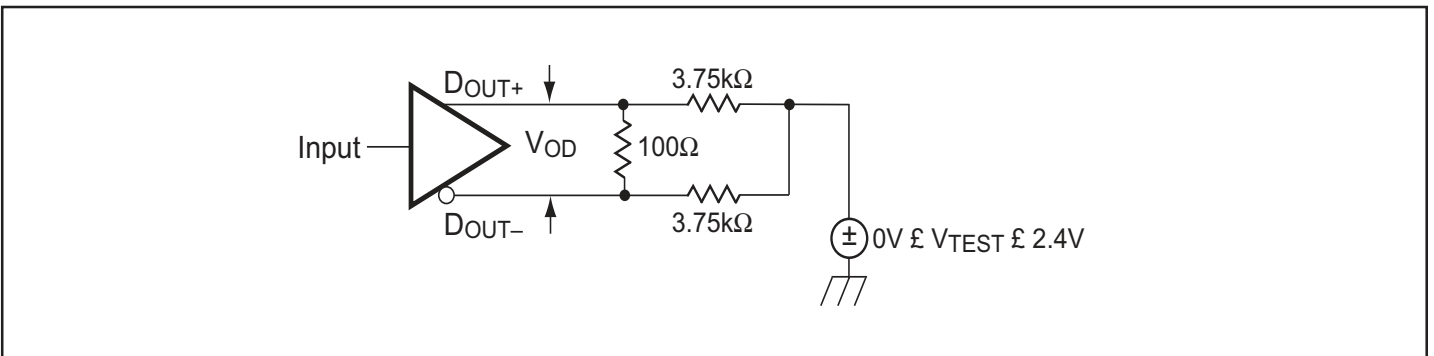 DOUT+
3.75kΩ
Input
VOD
100Ω
DOUT–
3.75kΩ
± 0V £ VTEST £ 2.4V